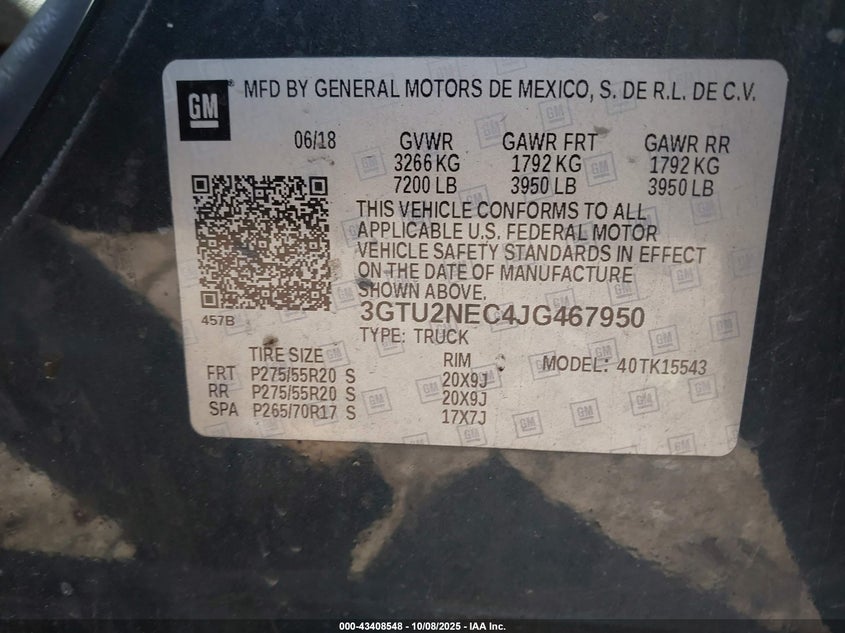 GM ® MFD BY GENERAL MOTORS DE MEXICO, S. DE R.L. DE C.V.
06/18 GVWR GAWR FRT GAWR RR
3266 KG 1792 KG 1792 KG
7200 LB 3950 LB 3950 LB
THIS VEHICLE CONFORMS TO ALL
APPLICABLE U.S. FEDERAL MOTOR
VEHICLE SAFETY STANDARDS IN EFFECT
ON THE DATE OF MANUFACTURE
SHOWN ABOVE.
457B 3GTU2NEC4JG467950
TYPE: TRUCK
TIRE SIZE RIM MODEL: 40TK15543
FRT P275/55R20 S 20X9J
RR P275/55R20 S 20X9J
SPA P265/70R17 S 17X7J
000-43408548 - 10/08/2025 - IAA Inc.